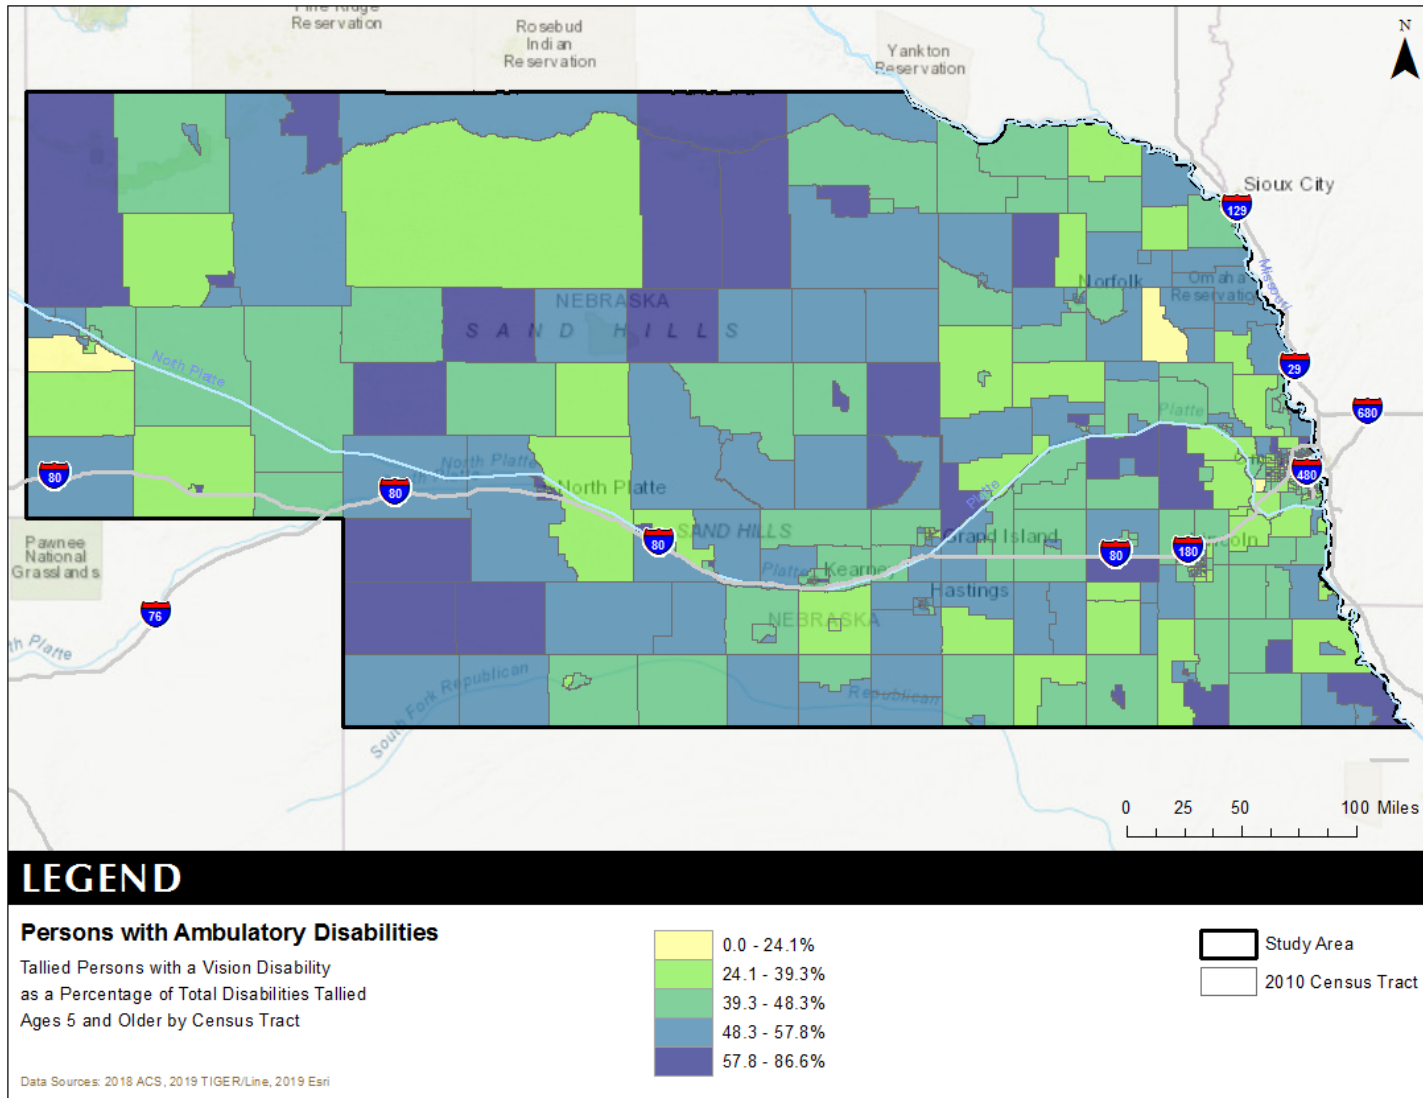 Pine Ridge
Reservation
Rosebud
Indian
Reservation
Yankton
Reservation
N
Sioux City
129
Missouri
Norfolk
Omaha
Reservation
NEBRASKA
SAND HILLS
North Platte
29
680
Platte
80
North Platte
80
North Platte
480
Platte
Pawnee
National
Grasslands
SAND HILLS
80
Grand Island
80
180
Lincoln
Platte
Kearney
Hastings
76
NEBRASKA
North Platte
South Fork Republican
Republican
0 25 50 100 Miles
LEGEND
Persons with Ambulatory Disabilities
Tallied Persons with a Vision Disability
as a Percentage of Total Disabilities Tallied
Ages 5 and Older by Census Tract
0.0 - 24.1%
24.1 - 39.3%
39.3 - 48.3%
48.3 - 57.8%
57.8 - 86.6%
Study Area
2010 Census Tract
Data Sources: 2018 ACS, 2019 TIGER/Line, 2019 Esri